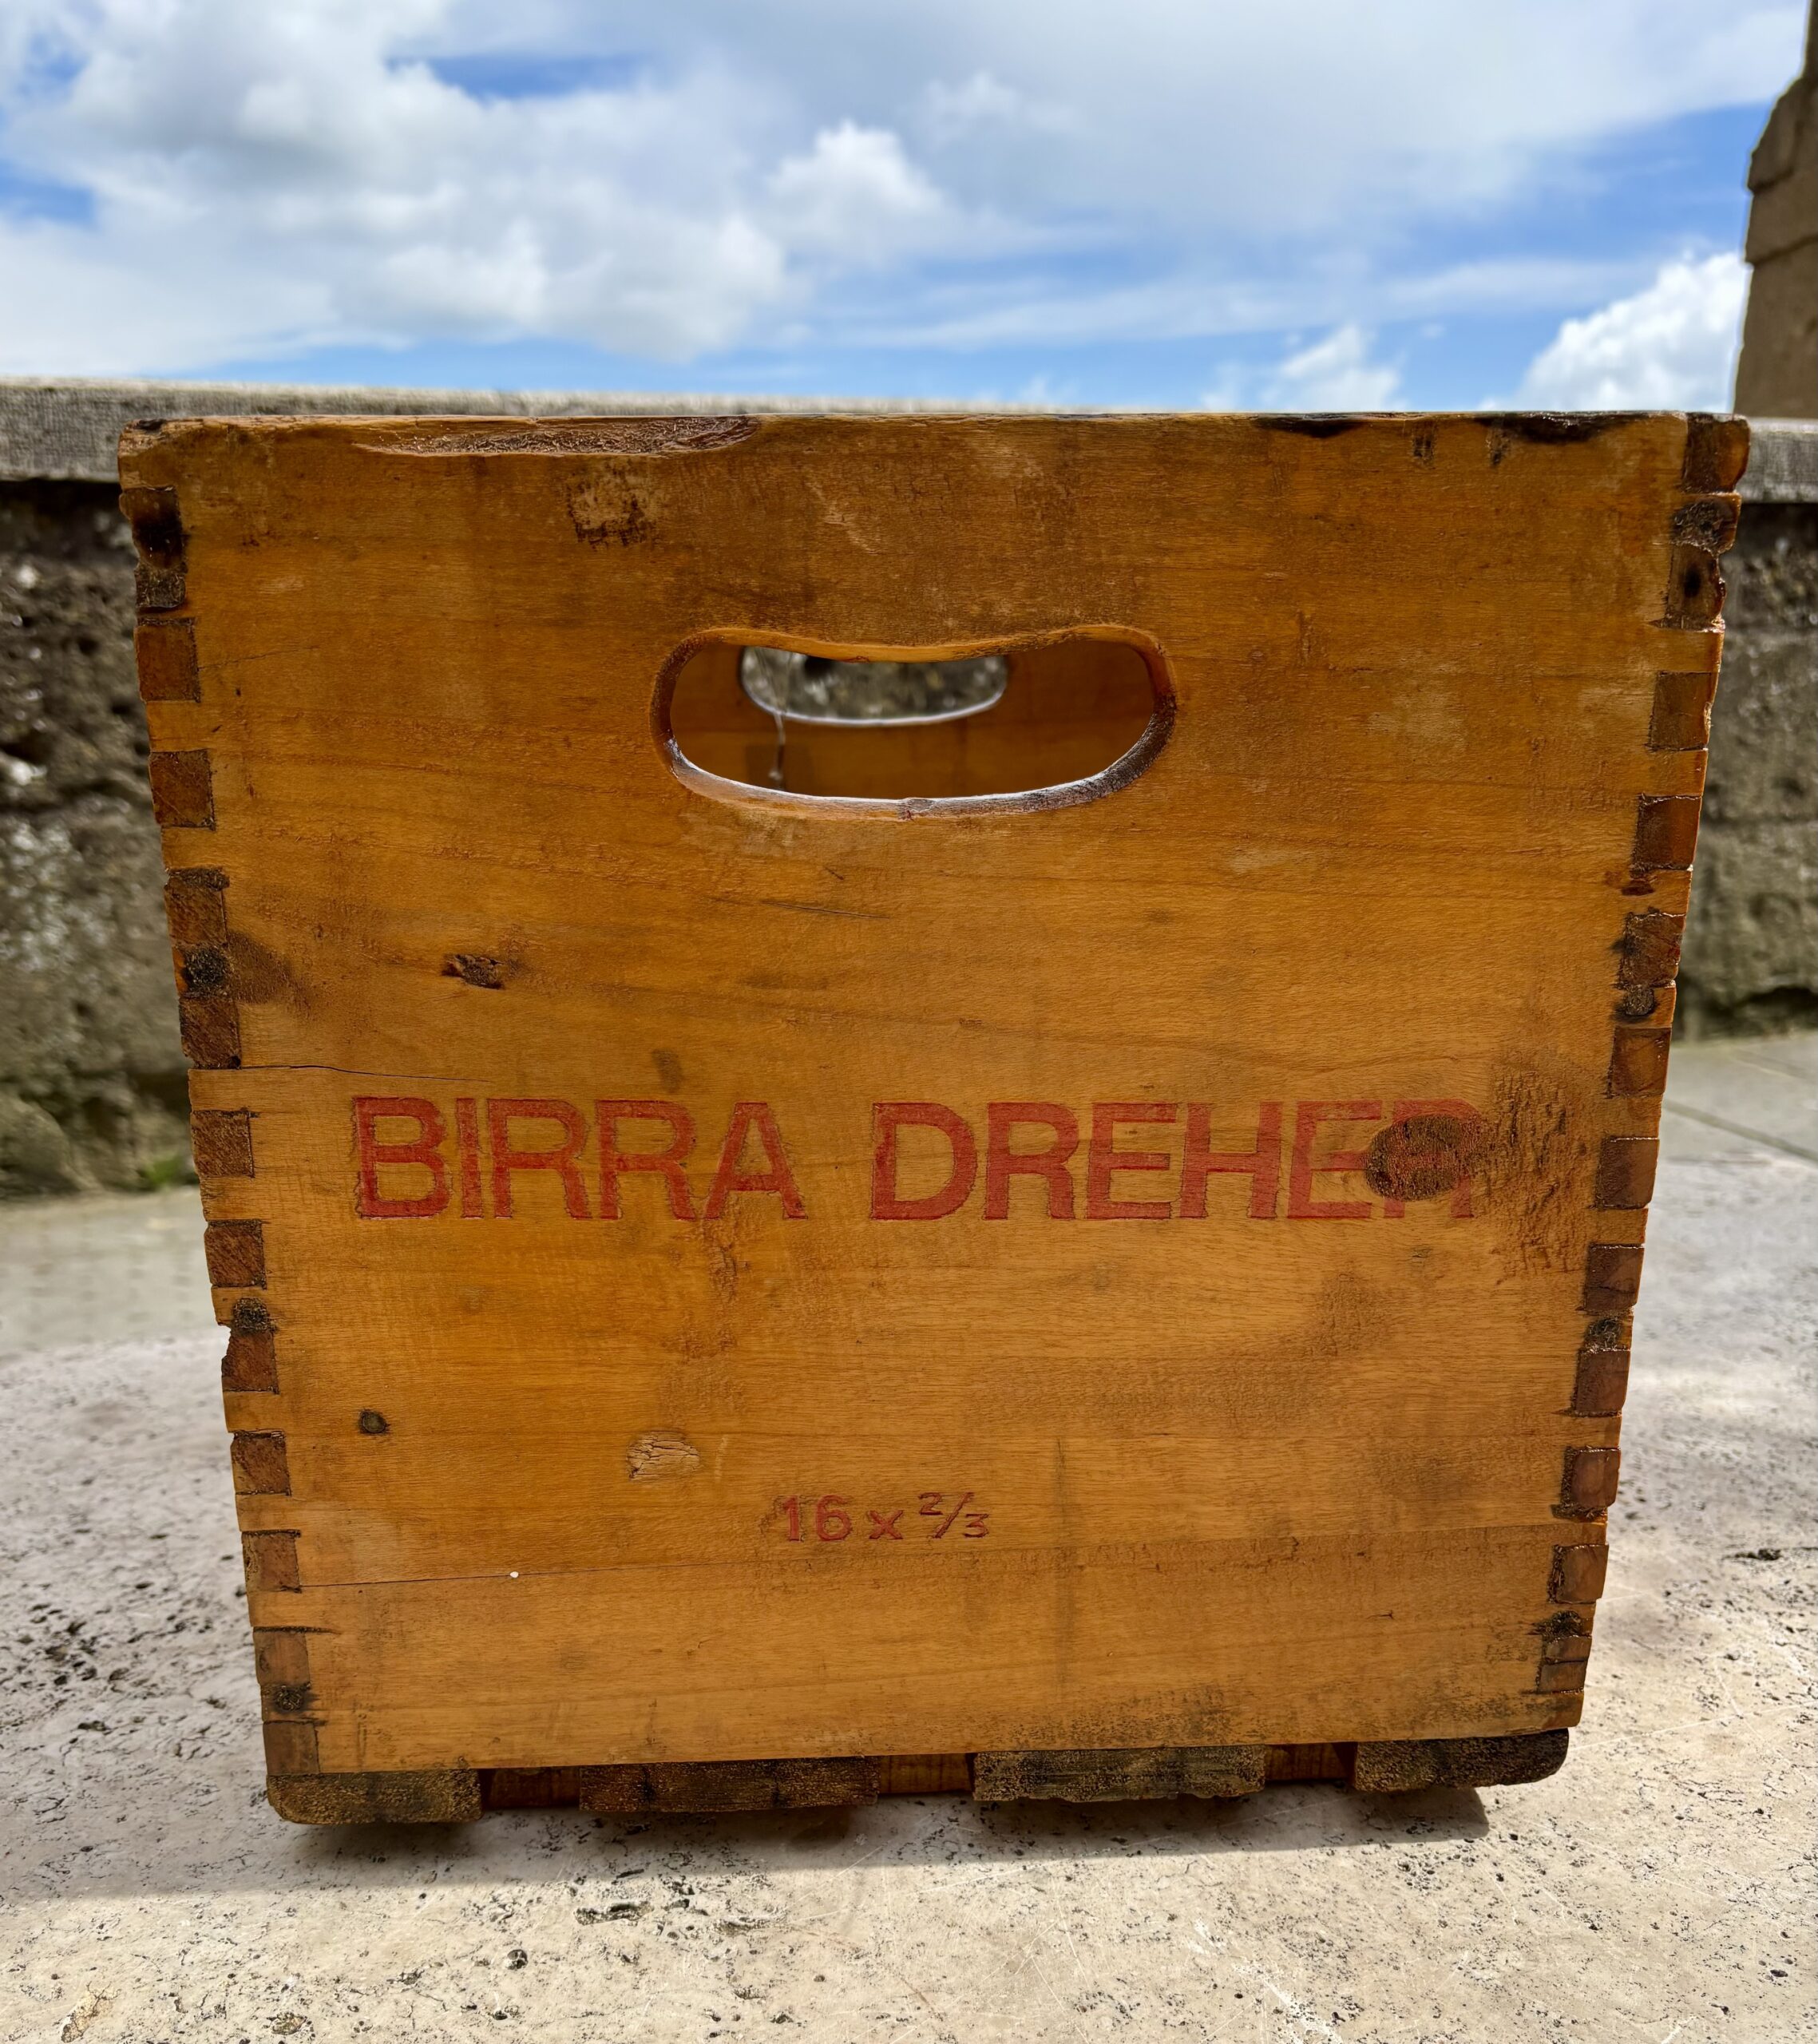 BIRRA DREHER
16 x 2/3